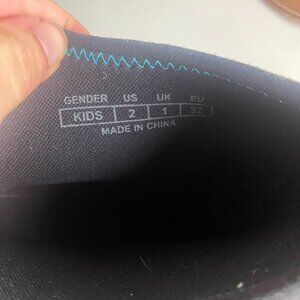 GENDER US UK EU
KIDS 2 1 33
MADE IN CHINA